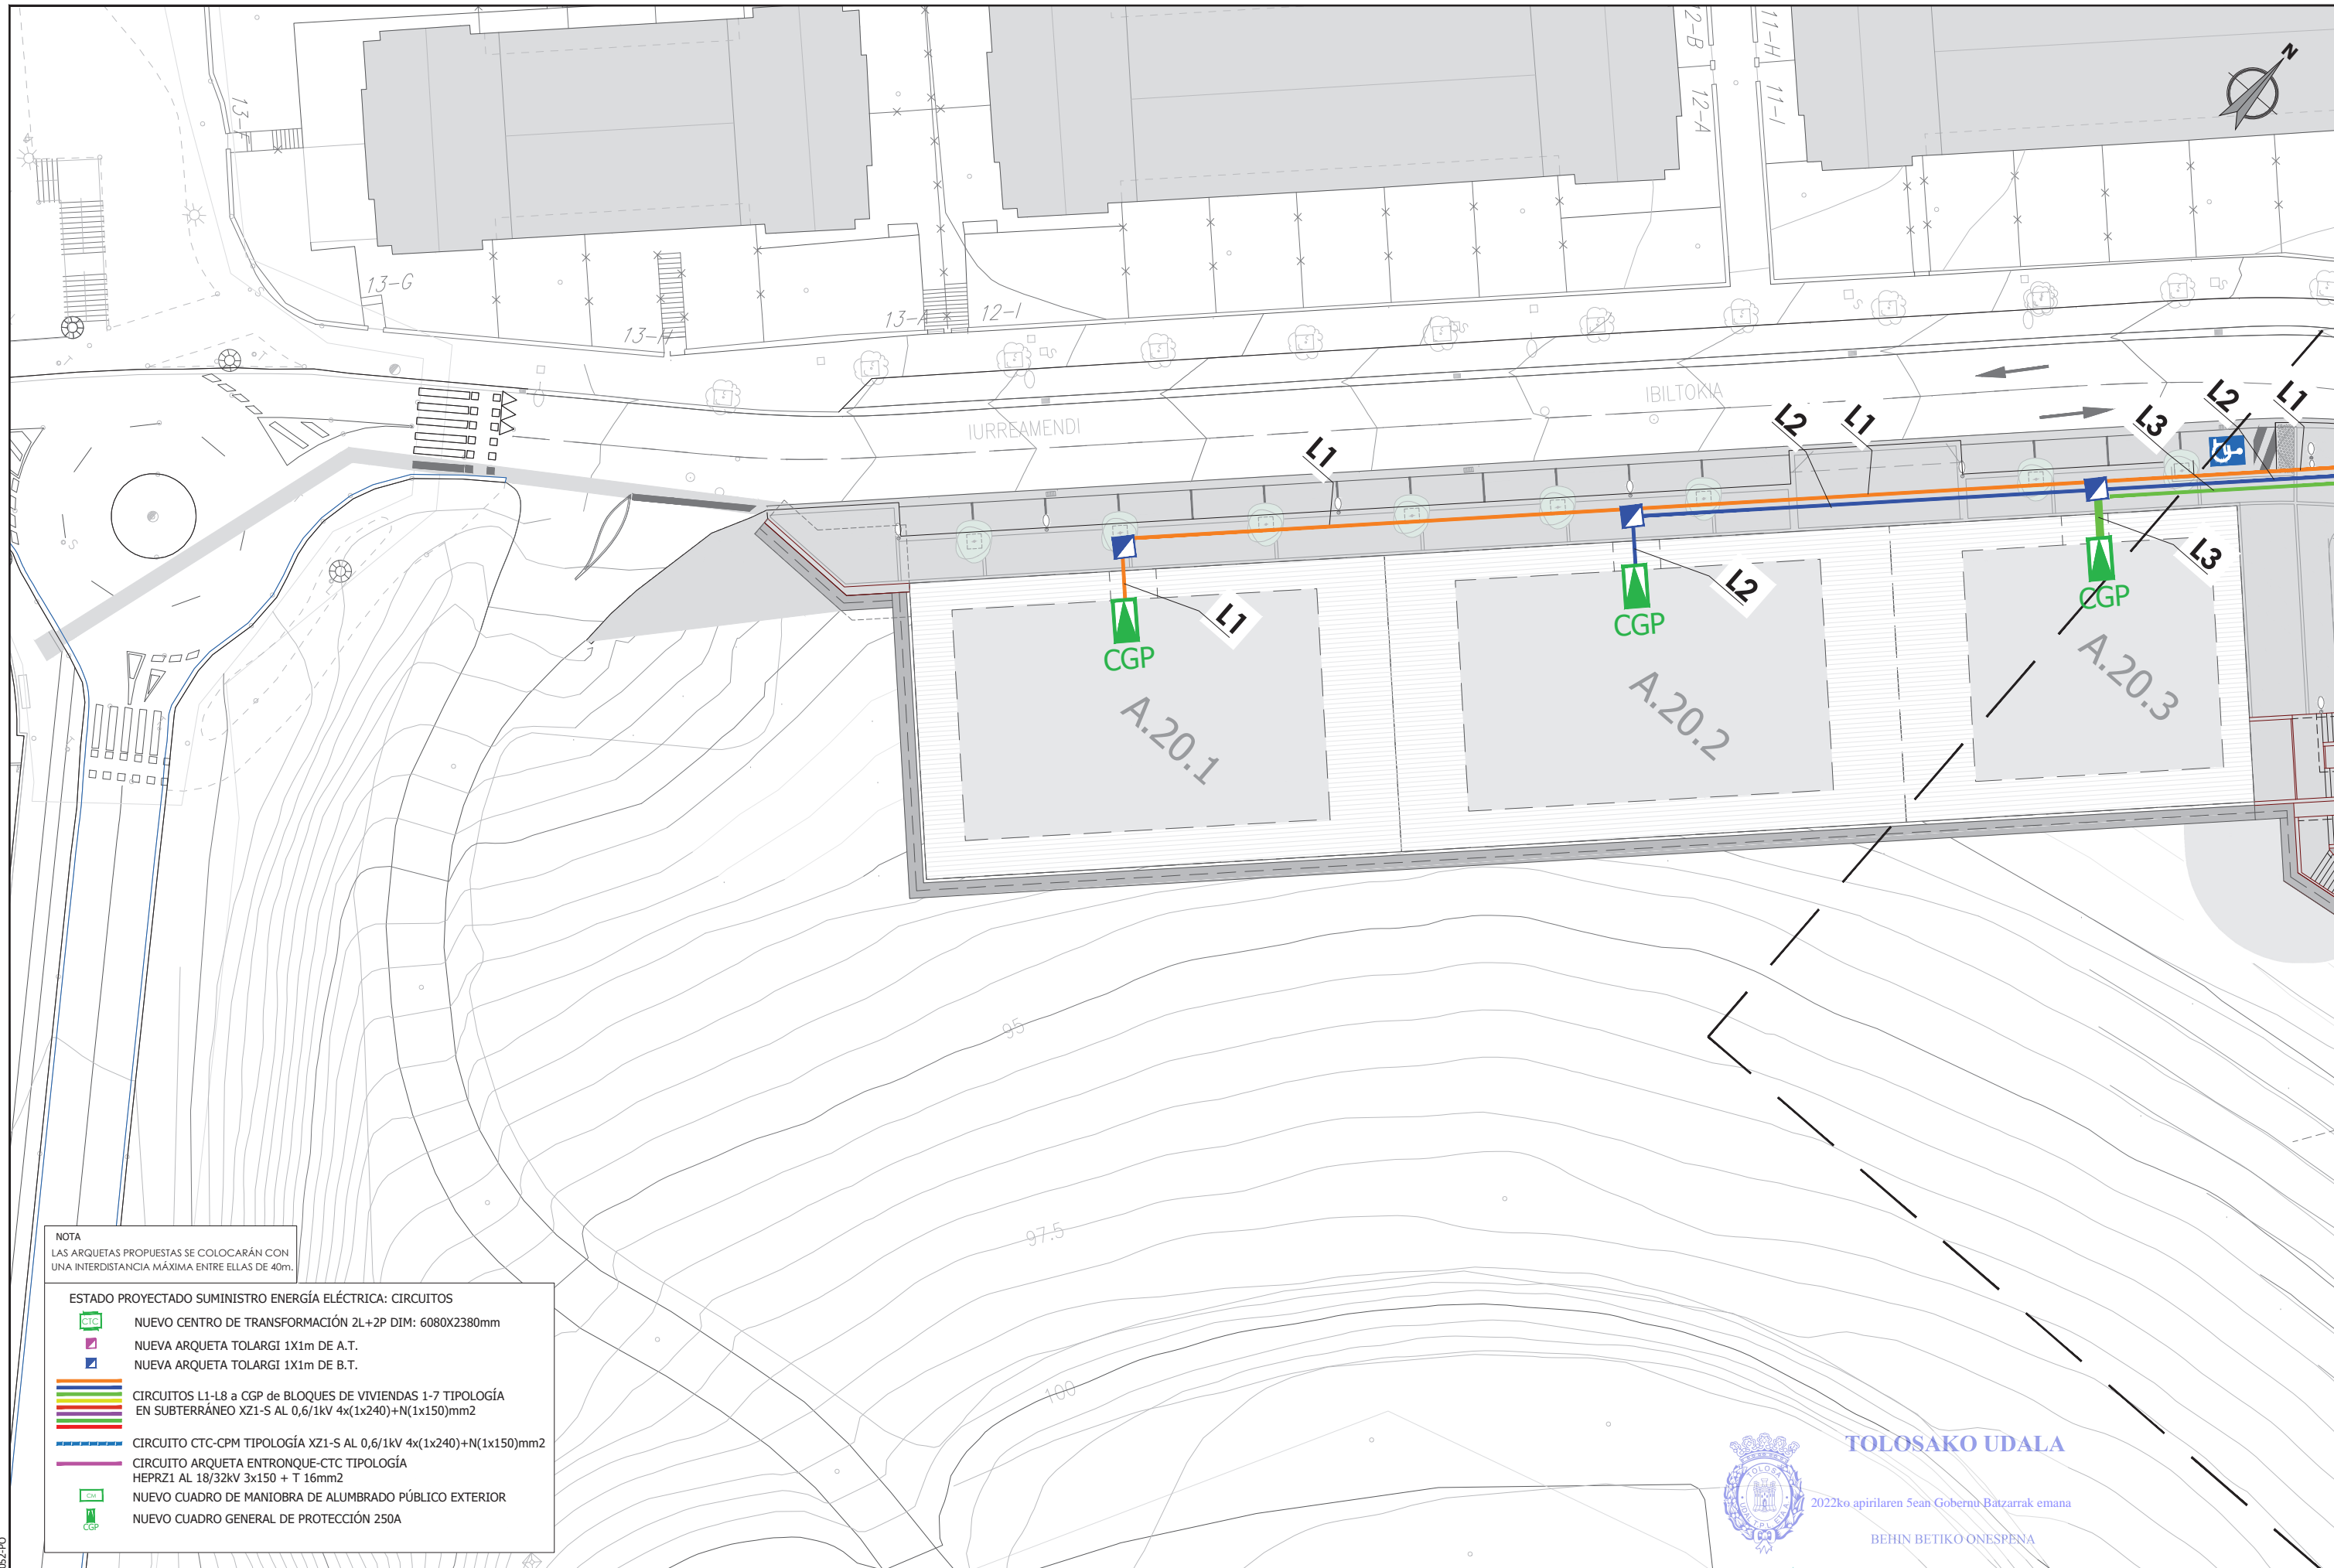 12-B
11-H
N
13-L
12-A
11-I
13-G
13-H
13-A
12-I
IURREAMENDI
IBILTOKIA
L1
L2
L1
L3
L2
L1
L1
L2
L3
CGP
CGP
CGP
A.20.1
A.20.2
A.20.3
95
97.5
100
NOTA
LAS ARQUETAS PROPUESTAS SE COLOCARÁN CON
UNA INTERDISTANCIA MÁXIMA ENTRE ELLAS DE 40m.
ESTADO PROYECTADO SUMINISTRO ENERGÍA ELÉCTRICA: CIRCUITOS
CTC NUEVO CENTRO DE TRANSFORMACIÓN 2L+2P DIM: 6080X2380mm
NUEVA ARQUETA TOLARGI 1X1m DE A.T.
NUEVA ARQUETA TOLARGI 1X1m DE B.T.
CIRCUITOS L1-L8 a CGP de BLOQUES DE VIVIENDAS 1-7 TIPOLOGÍA
EN SUBTERRÁNEO XZ1-S AL 0,6/1kV 4x(1x240)+N(1x150)mm2
CIRCUITO CTC-CPM TIPOLOGÍA XZ1-S AL 0,6/1kV 4x(1x240)+N(1x150)mm2
CIRCUITO ARQUETA ENTRONQUE-CTC TIPOLOGÍA
HEPRZ1 AL 18/32kV 3x150 + T 16mm2
CM NUEVO CUADRO DE MANIOBRA DE ALUMBRADO PÚBLICO EXTERIOR
CGP NUEVO CUADRO GENERAL DE PROTECCIÓN 250A
TOLOSAKO UDALA
2022ko apirilaren 5ean Gobernu Batzarrak emana
BEHIN BETIKO ONESPENA